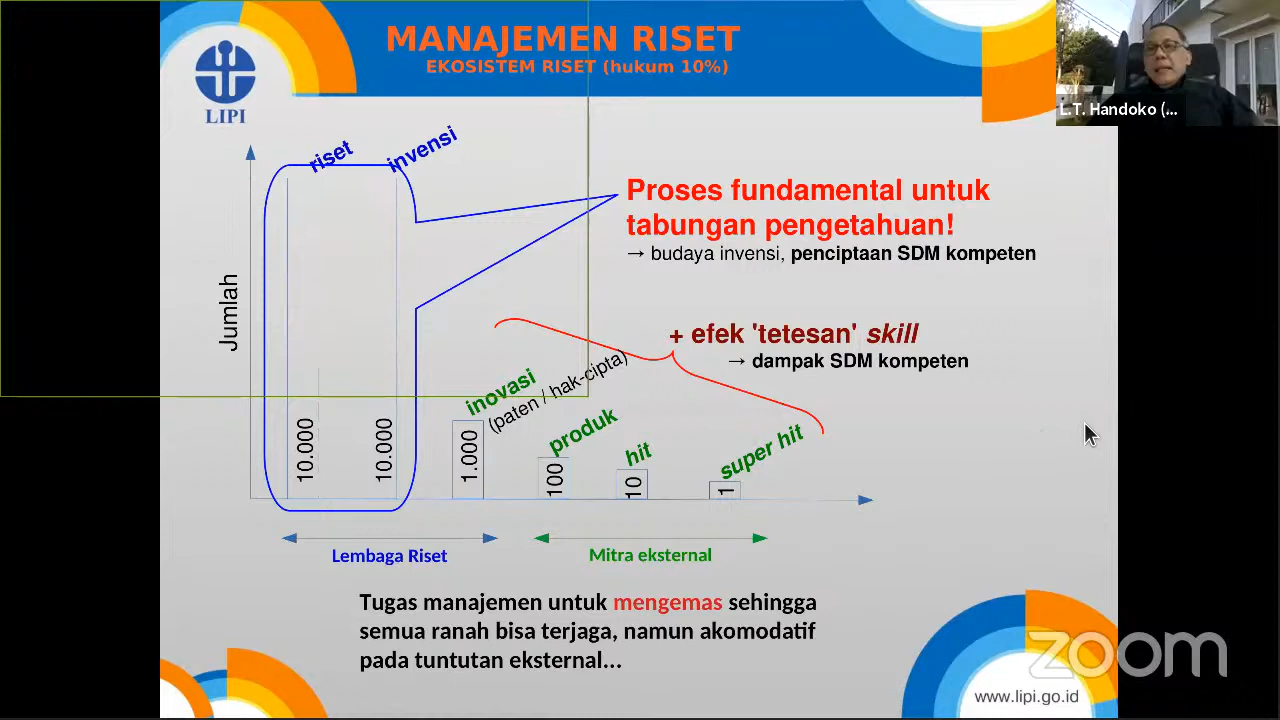 MANAJEMEN RISET
EKOSISTEM RISET (hukum 10%)
LIPI
L.T. Handoko (...
riset
invensi
Proses fundamental untuk
tabungan pengetahuan!
→ budaya invensi, penciptaan SDM kompeten
Jumlah
+ efek 'tetesan' skill
→ dampak SDM kompeten
inovasi
(paten / hak-cipta)
produk
hit
super hit
10.000
10.000
1.000
100
10
1
Lembaga Riset
Mitra eksternal
Tugas manajemen untuk mengemas sehingga
semua ranah bisa terjaga, namun akomodatif
pada tuntutan eksternal...
zoom
www.lipi.go.id